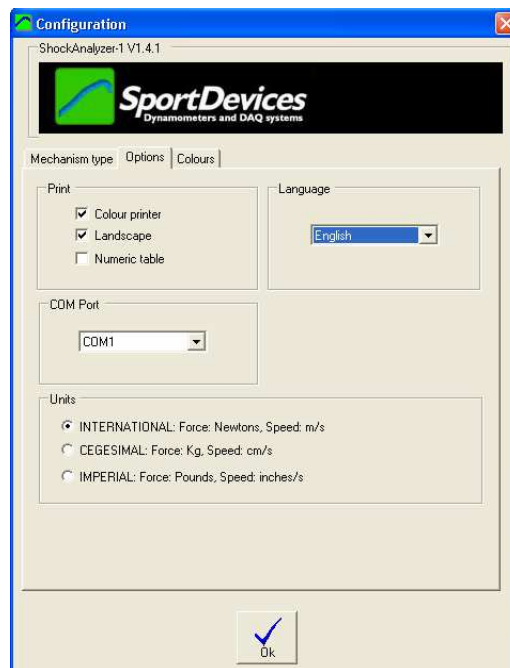 Configuration
ShockAnalyzer-1 V1.4.1
SportDevices
Dynamometers and DAQ systems
Mechanism type Options Colours
Print
Colour printer
Landscape
Numeric table
Language
English
COM Port
COM1
Units
INTERNATIONAL: Force: Newtons, Speed: m/s
CEGESIMAL: Force: Kg, Speed: cm/s
IMPERIAL: Force: Pounds, Speed: inches/s
Ok